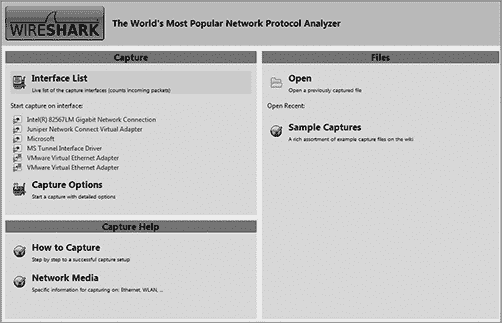 WIRESHARK
The World's Most Popular Network Protocol Analyzer
Capture
Interface List
Live list of the capture interfaces (counts incoming packets)
Start capture on interface:
Intel(R) 82567LM Gigabit Network Connection
Juniper Network Connect Virtual Adapter
Microsoft
MS Tunnel Interface Driver
VMware Virtual Ethernet Adapter
VMware Virtual Ethernet Adapter
Capture Options
Start a capture with detailed options
Capture Help
How to Capture
Step by step to a successful capture setup
Network Media
Specific information for capturing on: Ethernet, WLAN, ...
Files
Open
Open a previously captured file
Open Recent:
Sample Captures
A rich assortment of example capture files on the wiki